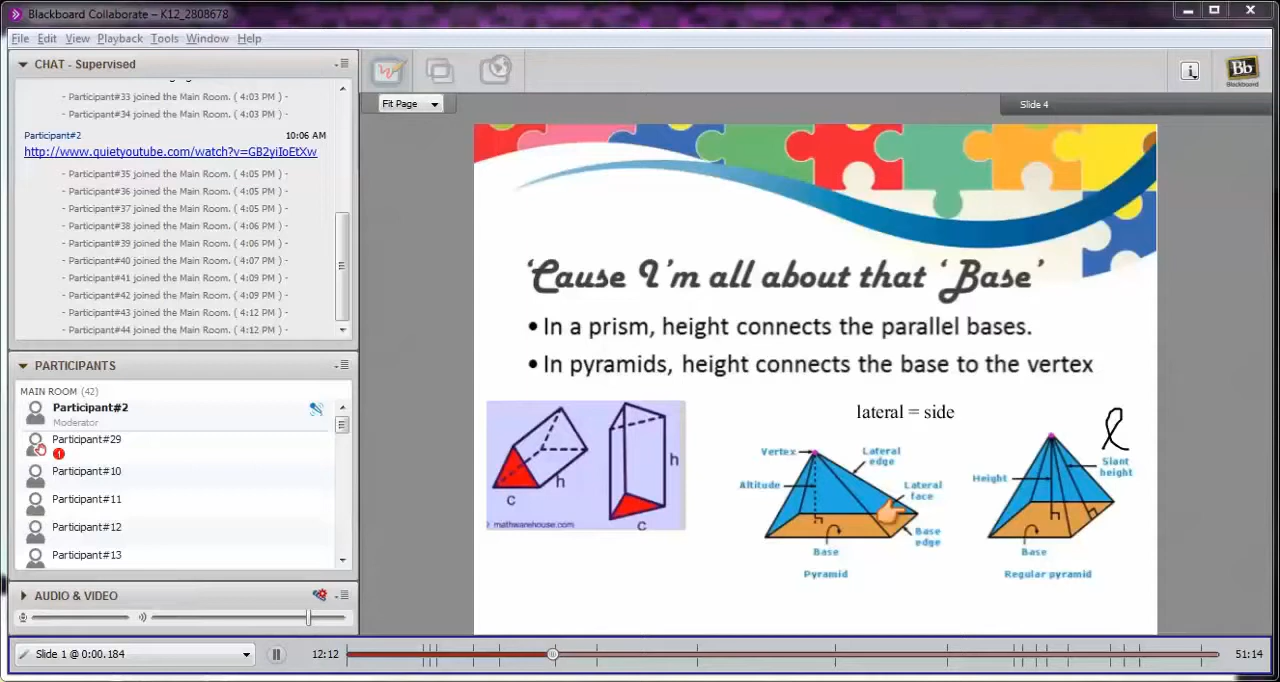 Blackboard Collaborate – K12_2808678
File Edit View Playback Tools Window Help
CHAT - Supervised
- Participant#33 joined the Main Room. ( 4:03 PM ) -
- Participant#34 joined the Main Room. ( 4:03 PM ) -
Participant#2 10:06 AM
http://www.quietyoutube.com/watch?v=GB2yiIoEtXw
- Participant#35 joined the Main Room. ( 4:05 PM ) -
- Participant#36 joined the Main Room. ( 4:05 PM ) -
- Participant#37 joined the Main Room. ( 4:05 PM ) -
- Participant#38 joined the Main Room. ( 4:06 PM ) -
- Participant#39 joined the Main Room. ( 4:06 PM ) -
- Participant#40 joined the Main Room. ( 4:07 PM ) -
- Participant#41 joined the Main Room. ( 4:09 PM ) -
- Participant#42 joined the Main Room. ( 4:09 PM ) -
- Participant#43 joined the Main Room. ( 4:12 PM ) -
- Participant#44 joined the Main Room. ( 4:12 PM ) -
PARTICIPANTS
MAIN ROOM (42)
Participant#2
Moderator
Participant#29
Participant#10
Participant#11
Participant#12
Participant#13
AUDIO & VIDEO
Slide 1 @ 0:00.184
12:12
51:14
Fit Page
Slide 4
Bb
Blackboard
'Cause I'm all about that 'Base'
• In a prism, height connects the parallel bases.
• In pyramids, height connects the base to the vertex
lateral = side
h
c
h
c
mathwarehouse.com
Vertex
Lateral
edge
Altitude
Lateral
face
h
Base
edge
Base
Pyramid
l
Slant
height
Height
h
Base
Regular pyramid